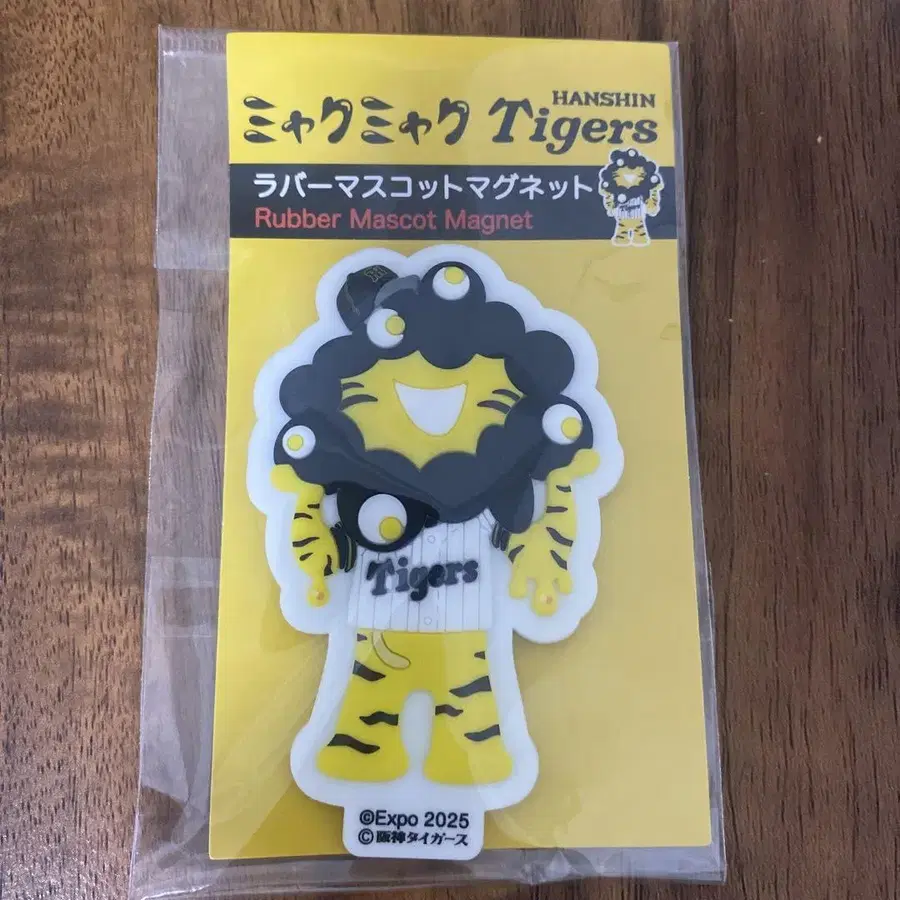 ミャクミャク HANSHIN Tigers
ラバーマスコットマグネット
Rubber Mascot Magnet
Tigers
©Expo 2025
©阪神タイガース